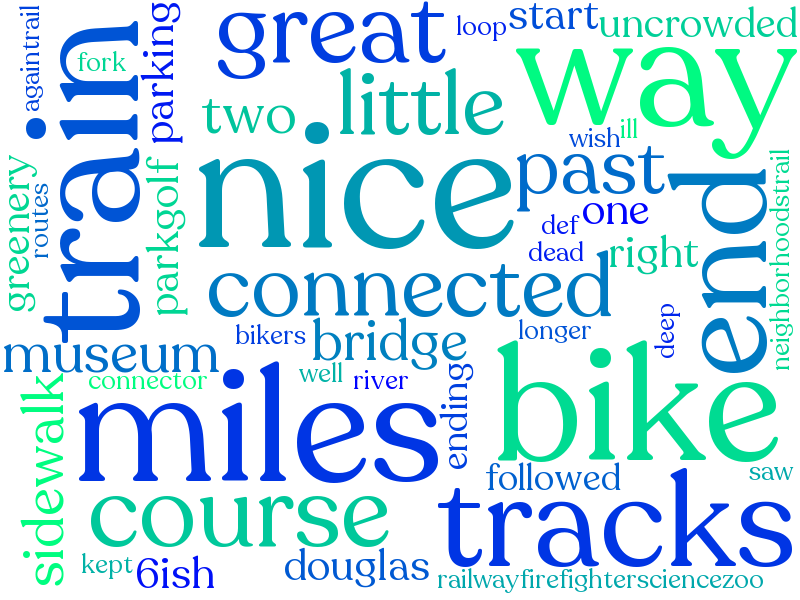 againtrail
fork
train
parking
great
loop
start
uncrowded
way
two
little
ill
wish
nice
past
end
neighborhoodstrail
greenery
routes
parkgolf
def
one
dead
right
connected
deep
museum
bikers
bridge
longer
connector
well
river
ending
miles
bike
sidewalk
followed
saw
course
tracks
kept
6ish
douglas
railwayfirefightersciencezoo